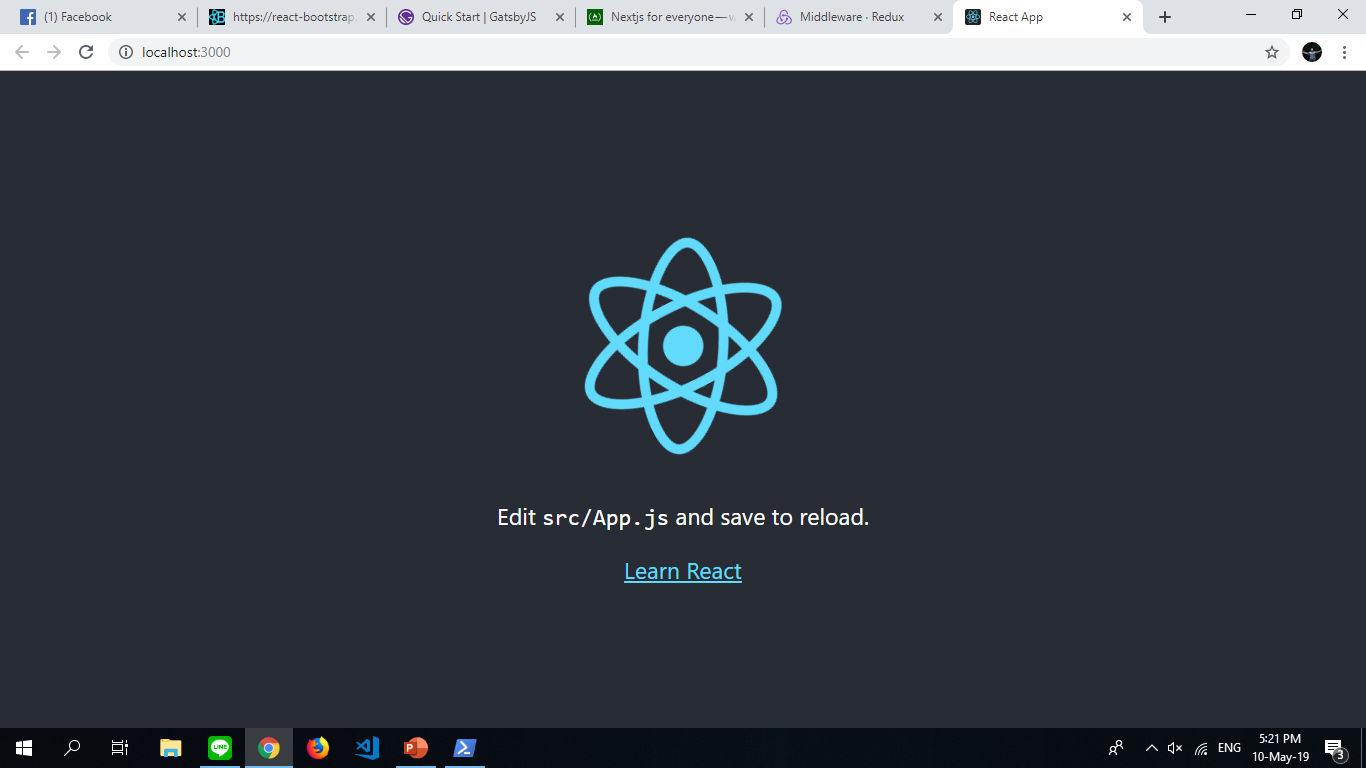 (1) Facebook
https://react-bootstrap.
Quick Start | GatsbyJS
Nextjs for everyone — w
Middleware · Redux
React App
localhost:3000
Edit src/App.js and save to reload.
Learn React
LINE
ENG
5:21 PM
10-May-19
3